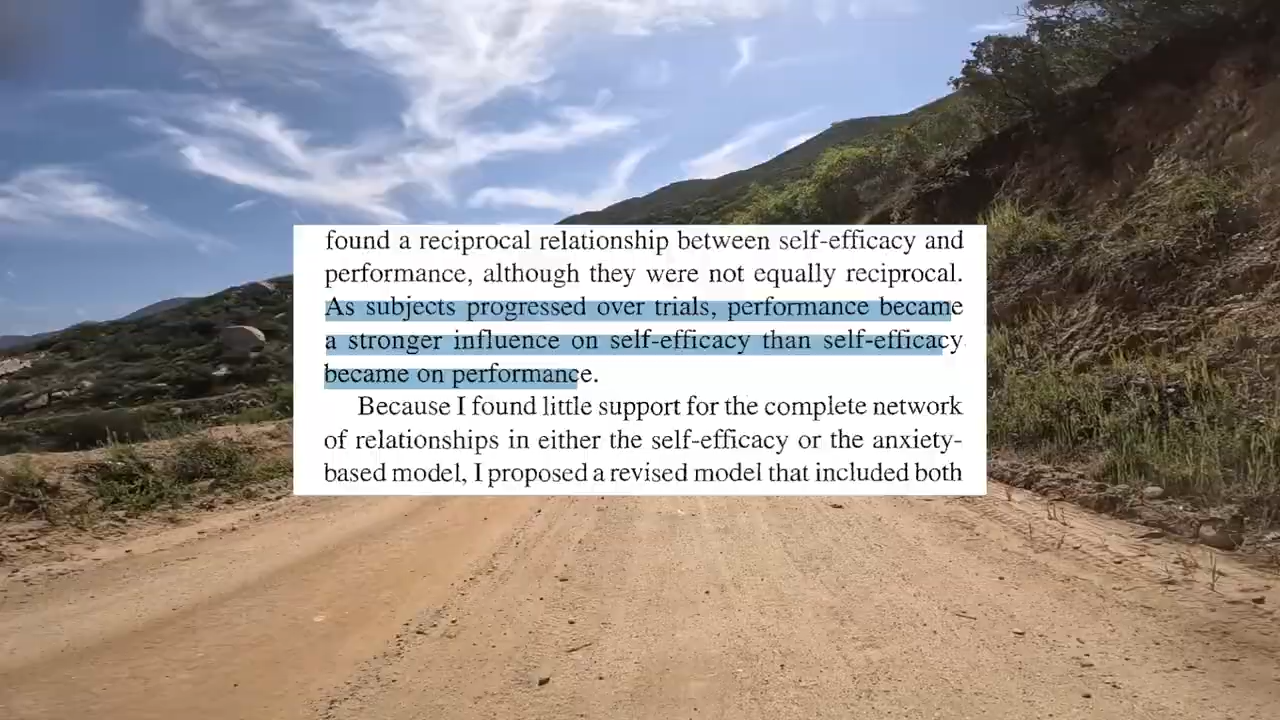 found a reciprocal relationship between self-efficacy and
performance, although they were not equally reciprocal.
As subjects progressed over trials, performance became
a stronger influence on self-efficacy than self-efficacy
became on performance.
Because I found little support for the complete network
of relationships in either the self-efficacy or the anxiety-
based model, I proposed a revised model that included both